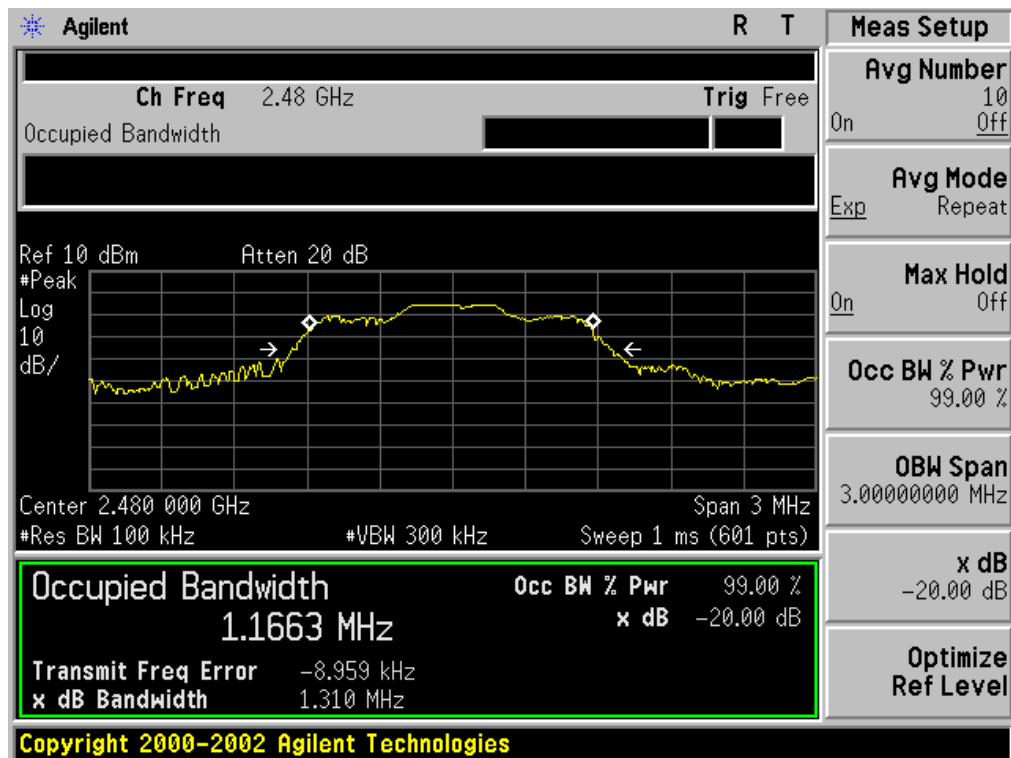 Agilent R T
Ch Freq 2.48 GHz Trig Free
Occupied Bandwidth
Ref 10 dBm Atten 20 dB
#Peak
Log
10
dB/
Center 2.480 000 GHz Span 3 MHz
#Res BW 100 kHz #VBW 300 kHz Sweep 1 ms (601 pts)
Occupied Bandwidth Occ BW % Pwr 99.00 %
1.1663 MHz x dB -20.00 dB
Transmit Freq Error -8.959 kHz
x dB Bandwidth 1.310 MHz
Copyright 2000-2002 Agilent Technologies
Meas Setup
Avg Number
10
On Off
Avg Mode
Exp Repeat
Max Hold
On Off
Occ BW % Pwr
99.00 %
OBW Span
3.00000000 MHz
x dB
-20.00 dB
Optimize
Ref Level